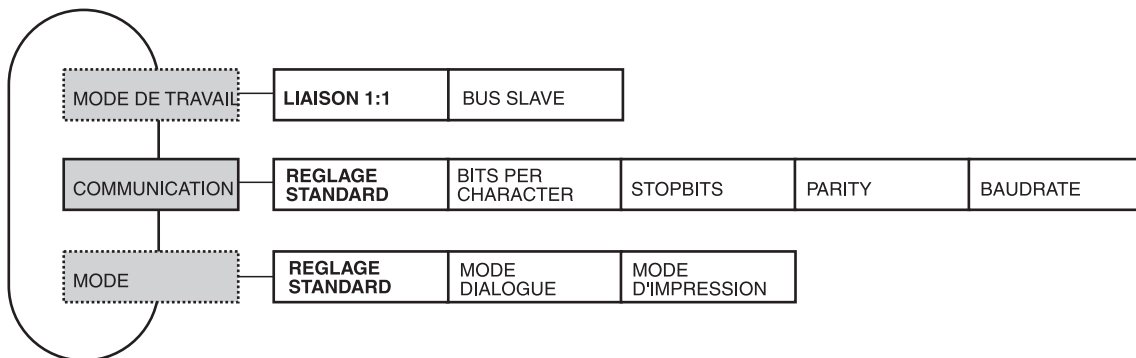 MODE DE TRAVAIL
LIAISON 1:1
BUS SLAVE
COMMUNICATION
REGLAGE
STANDARD
BITS PER
CHARACTER
STOPBITS
PARITY
BAUDRATE
MODE
REGLAGE
STANDARD
MODE
DIALOGUE
MODE
D'IMPRESSION